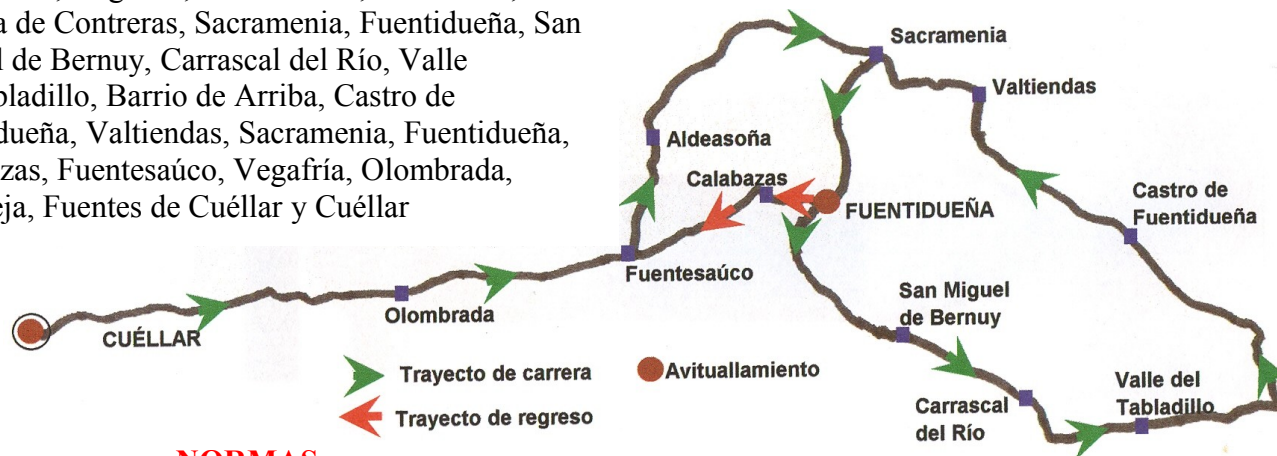 a de Contreras, Sacramenia, Fuentidueña, San
l de Bernuy, Carrascal del Río, Valle
bladillo, Barrio de Arriba, Castro de
dueña, Valtiendas, Sacramenia, Fuentidueña,
zas, Fuentesaúco, Vegafría, Olombrada,
eja, Fuentes de Cuéllar y Cuéllar
Sacramenia
Valtiendas
Aldeasoña
Calabazas
FUENTIDUEÑA
Castro de
Fuentidueña
Fuentesaúco
San Miguel
de Bernuy
Olombrada
CUÉLLAR
Trayecto de carrera
Avituallamiento
Valle del
Tabladillo
Carrascal
del Río
Trayecto de regreso
NORMAS